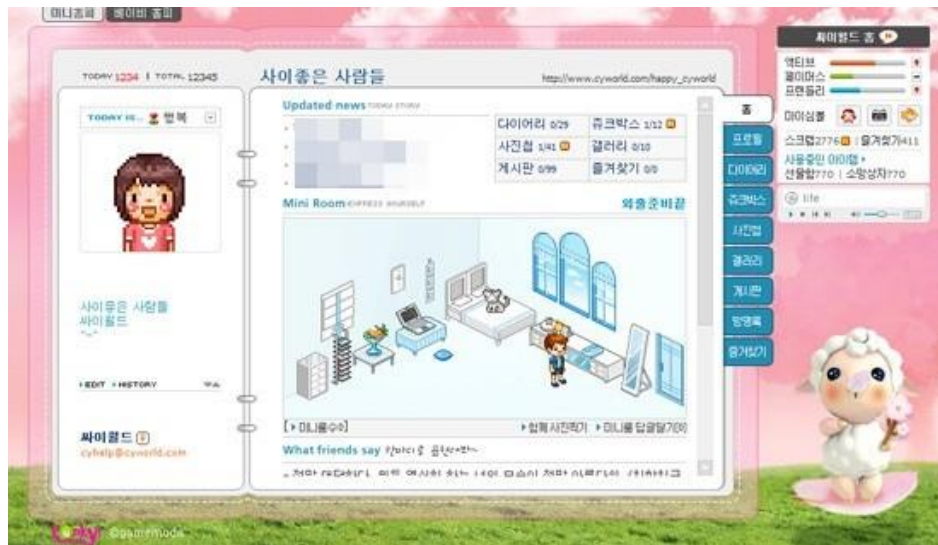 미니홈피 베이비 홈피
TODAY 1234 | TOTAL 12345
사이좋은 사람들
http://www.cyworld.com/happy_cyworld
TODAY IS.. 행복
사이좋은 사람들
싸이월드
^-^
EDIT HISTORY
싸이월드
cyhelp@cyworld.com
Updated news TODAY STORY
다이어리 0/29 쥬크박스 1/12
사진첩 1/41 갤러리 0/10
게시판 0/99 즐겨찾기 0/0
Mini Room EXPRESS YOURSELF 외출준비끝
[미니룸수:0] 함께 사진찍기 미니룸 답글달기(0)
What friends say
홈
프로필
다이어리
쥬크박스
사진첩
갤러리
게시판
방명록
즐겨찾기
싸이월드 홈
액티브
페이머스
프렌들리
마이심볼
스크랩2776 | 즐겨찾기411
사용중인 아이템
선물함770 | 소망상자770
life